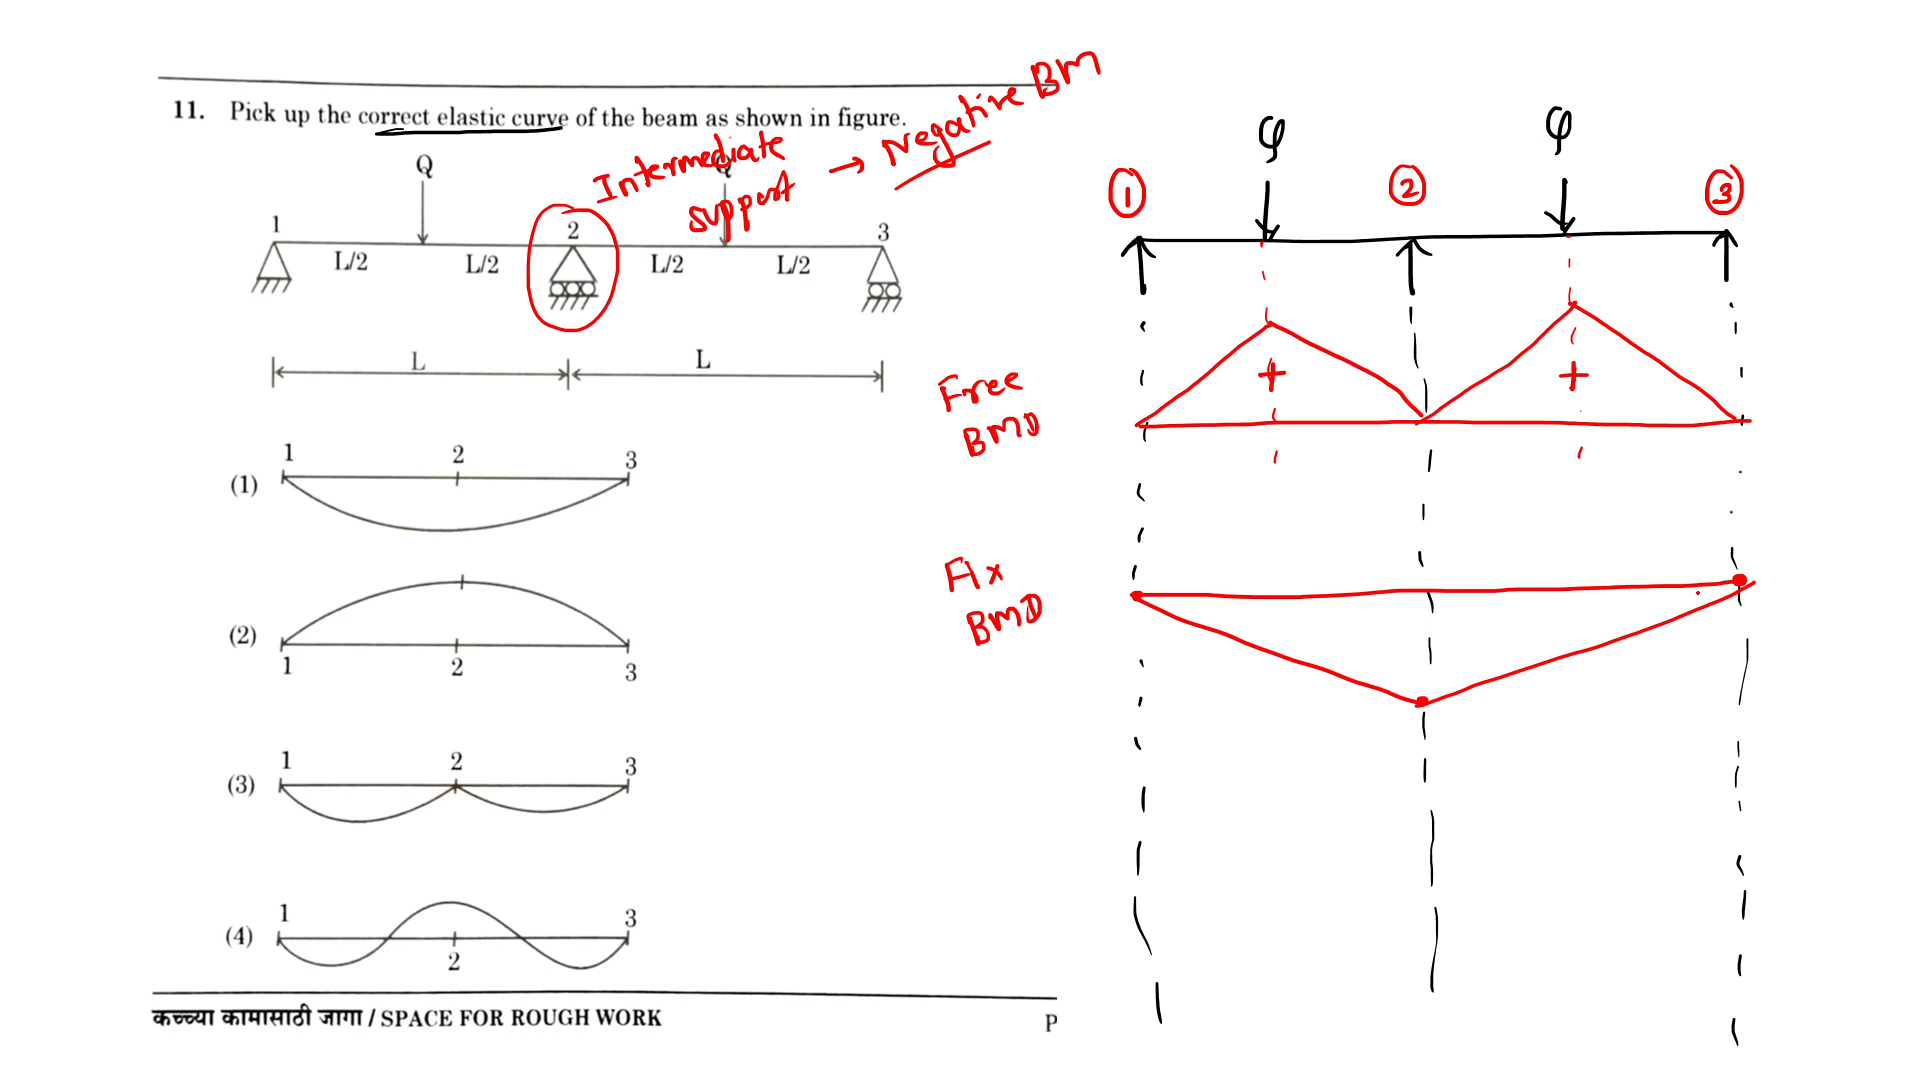 11. Pick up the correct elastic curve of the beam as shown in figure.
Intermediate support → Negative BM
Q Q
1 2 3
L/2 L/2 L/2 L/2
L L
(1) 1 2 3
(2) 1 2 3
(3) 1 2 3
(4) 1 2 3
कच्च्या कामासाठी जागा / SPACE FOR ROUGH WORK
P
φ φ
1 2 3
Free
BMD
+ +
Fix
BMD